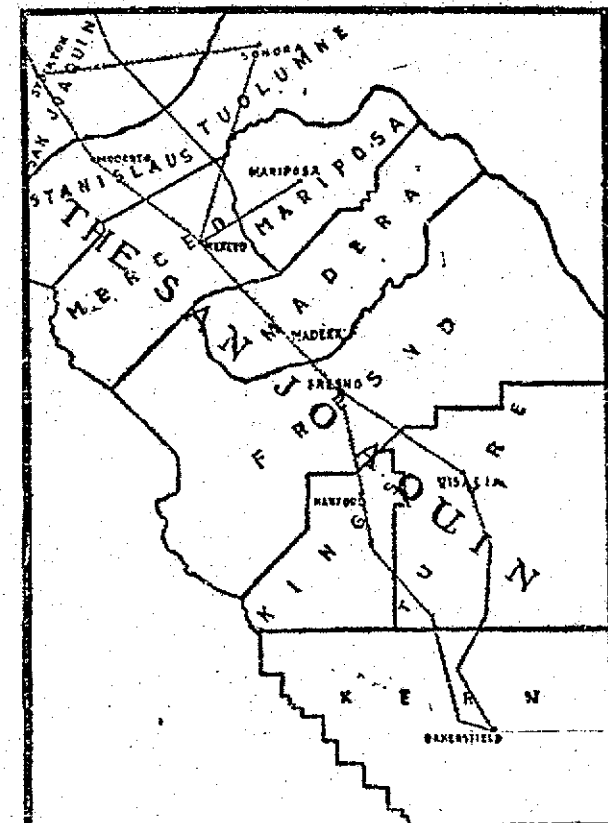 STOCKTON
SAN JOAQUIN
SONORA
TUOLUMNE
MODESTO
STANISLAUS
MARIPOSA
MARIPOSA
THE SAN JOAQUIN
MERCED
MERCED
MADERA
MADERA
FRESNO
FRESNO
VISALIA
HANFORD
KINGS
TULARE
KERN
BAKERSFIELD